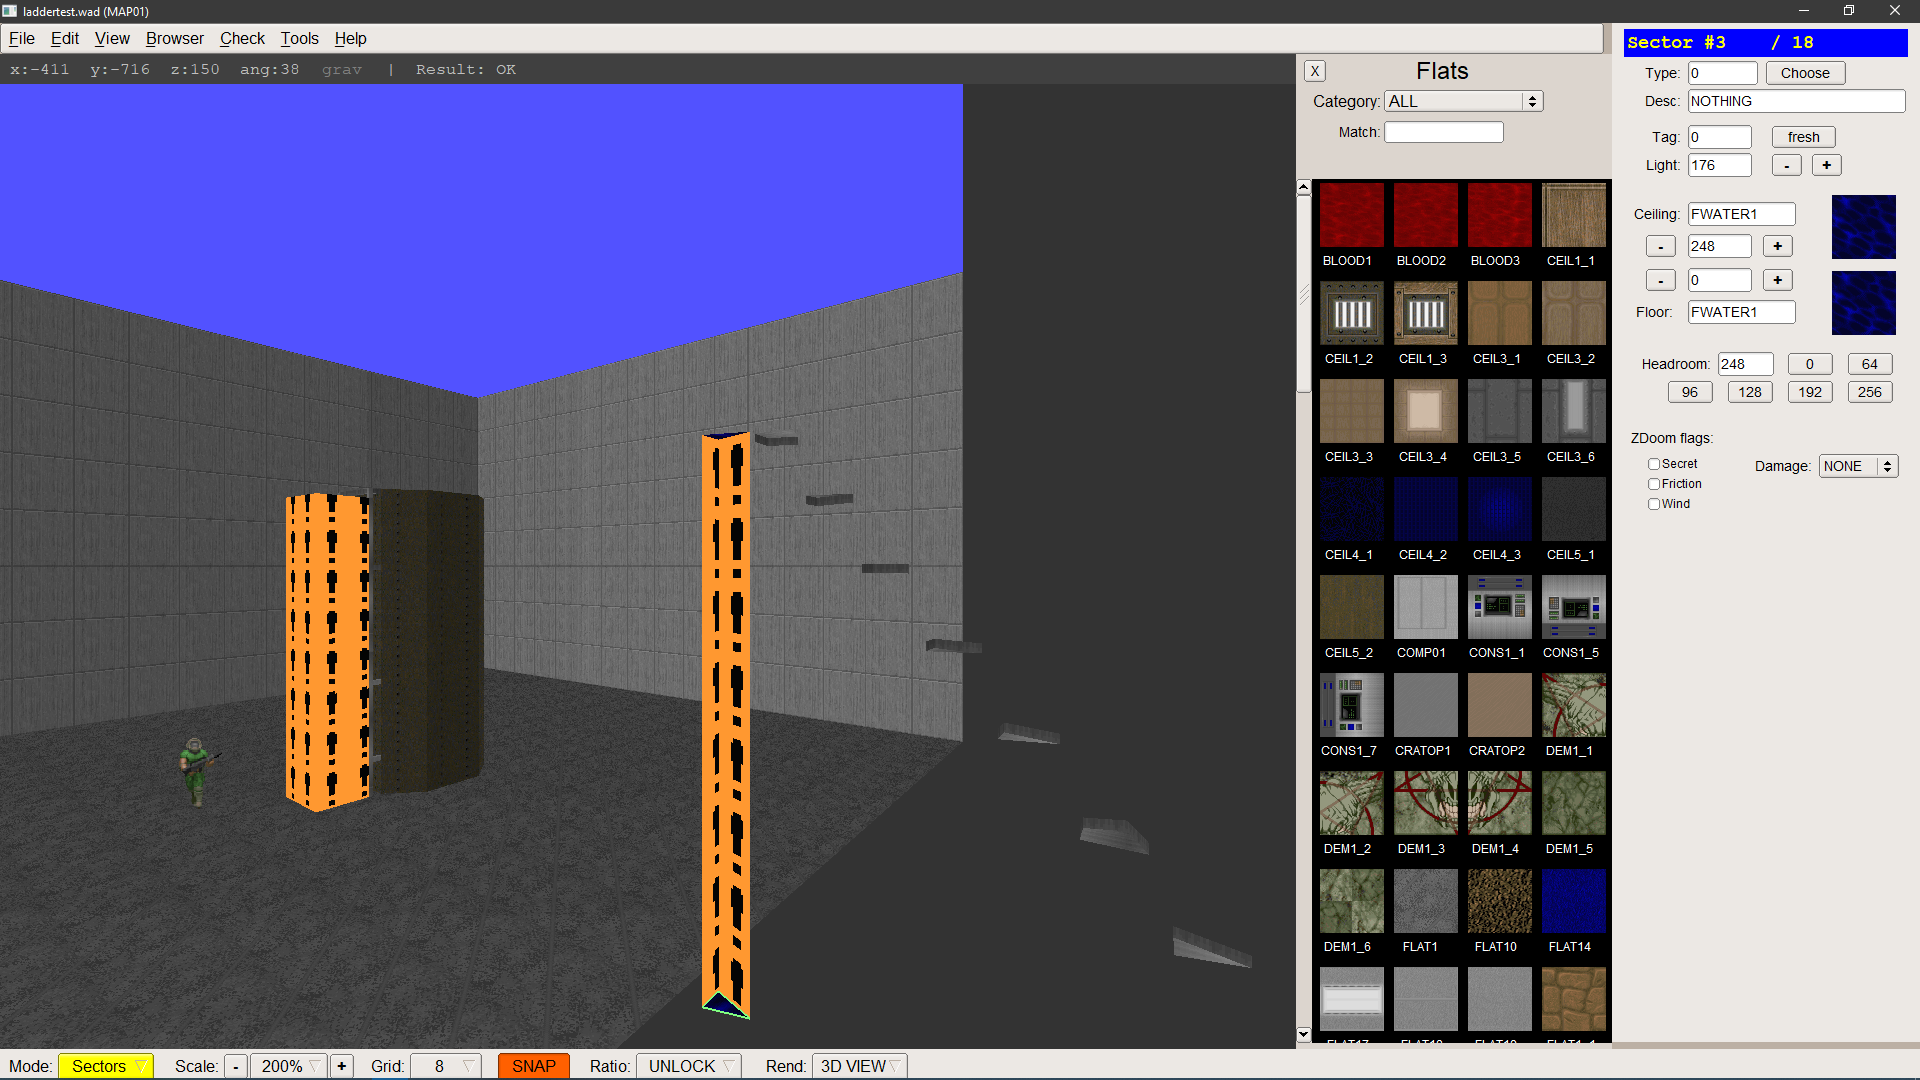 laddertest.wad (MAP01)
File Edit View Browser Check Tools Help
x:-411 y:-716 z:150 ang:38 grav | Result: OK
X Flats
Category: ALL
Match:
BLOOD1 BLOOD2 BLOOD3 CEIL1_1
CEIL1_2 CEIL1_3 CEIL3_1 CEIL3_2
CEIL3_3 CEIL3_4 CEIL3_5 CEIL3_6
CEIL4_1 CEIL4_2 CEIL4_3 CEIL5_1
CEIL5_2 COMP01 CONS1_1 CONS1_5
CONS1_7 CRATOP1 CRATOP2 DEM1_1
DEM1_2 DEM1_3 DEM1_4 DEM1_5
DEM1_6 FLAT1 FLAT10 FLAT14
Sector #3 / 18
Type: 0 Choose
Desc: NOTHING
Tag: 0 fresh
Light: 176 - +
Ceiling: FWATER1
- 248 +
- 0 +
Floor: FWATER1
Headroom: 248 0 64
96 128 192 256
ZDoom flags:
Secret
Damage: NONE
Friction
Wind
Mode: Sectors Scale: - 200% + Grid: 8 SNAP Ratio: UNLOCK Rend: 3D VIEW